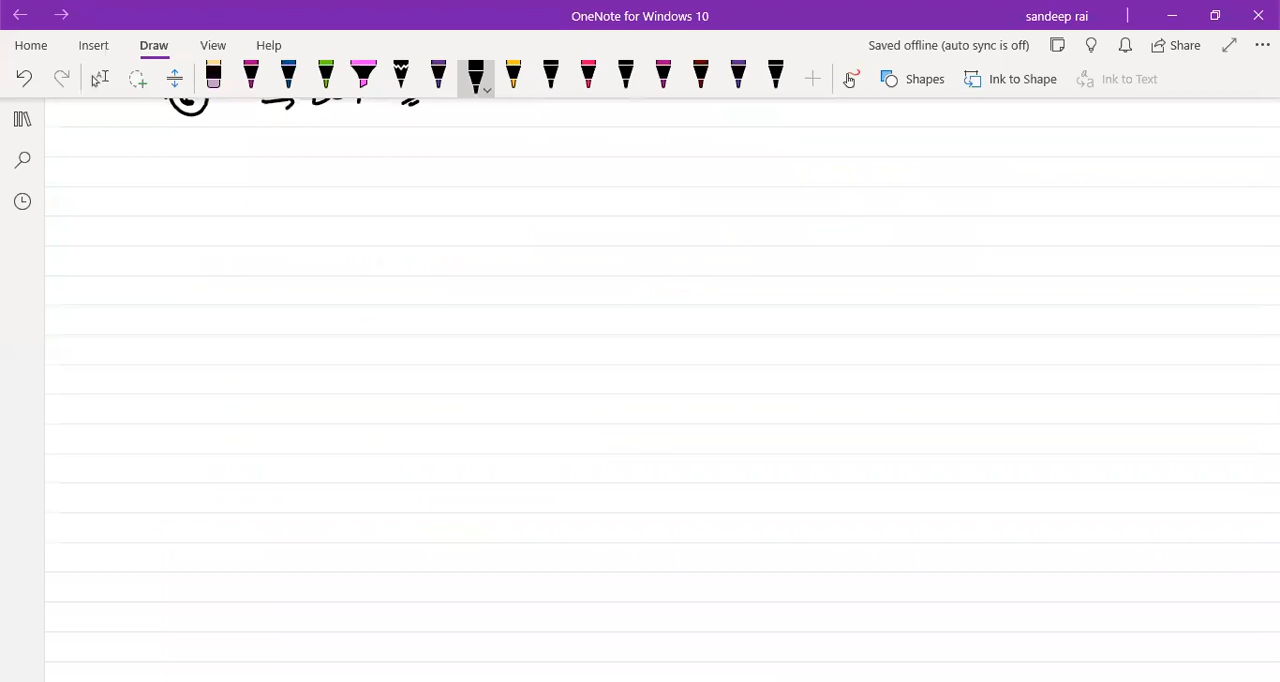 OneNote for Windows 10
sandeep rai
Home Insert Draw View Help
Saved offline (auto sync is off)
Share
Shapes
Ink to Shape
Ink to Text